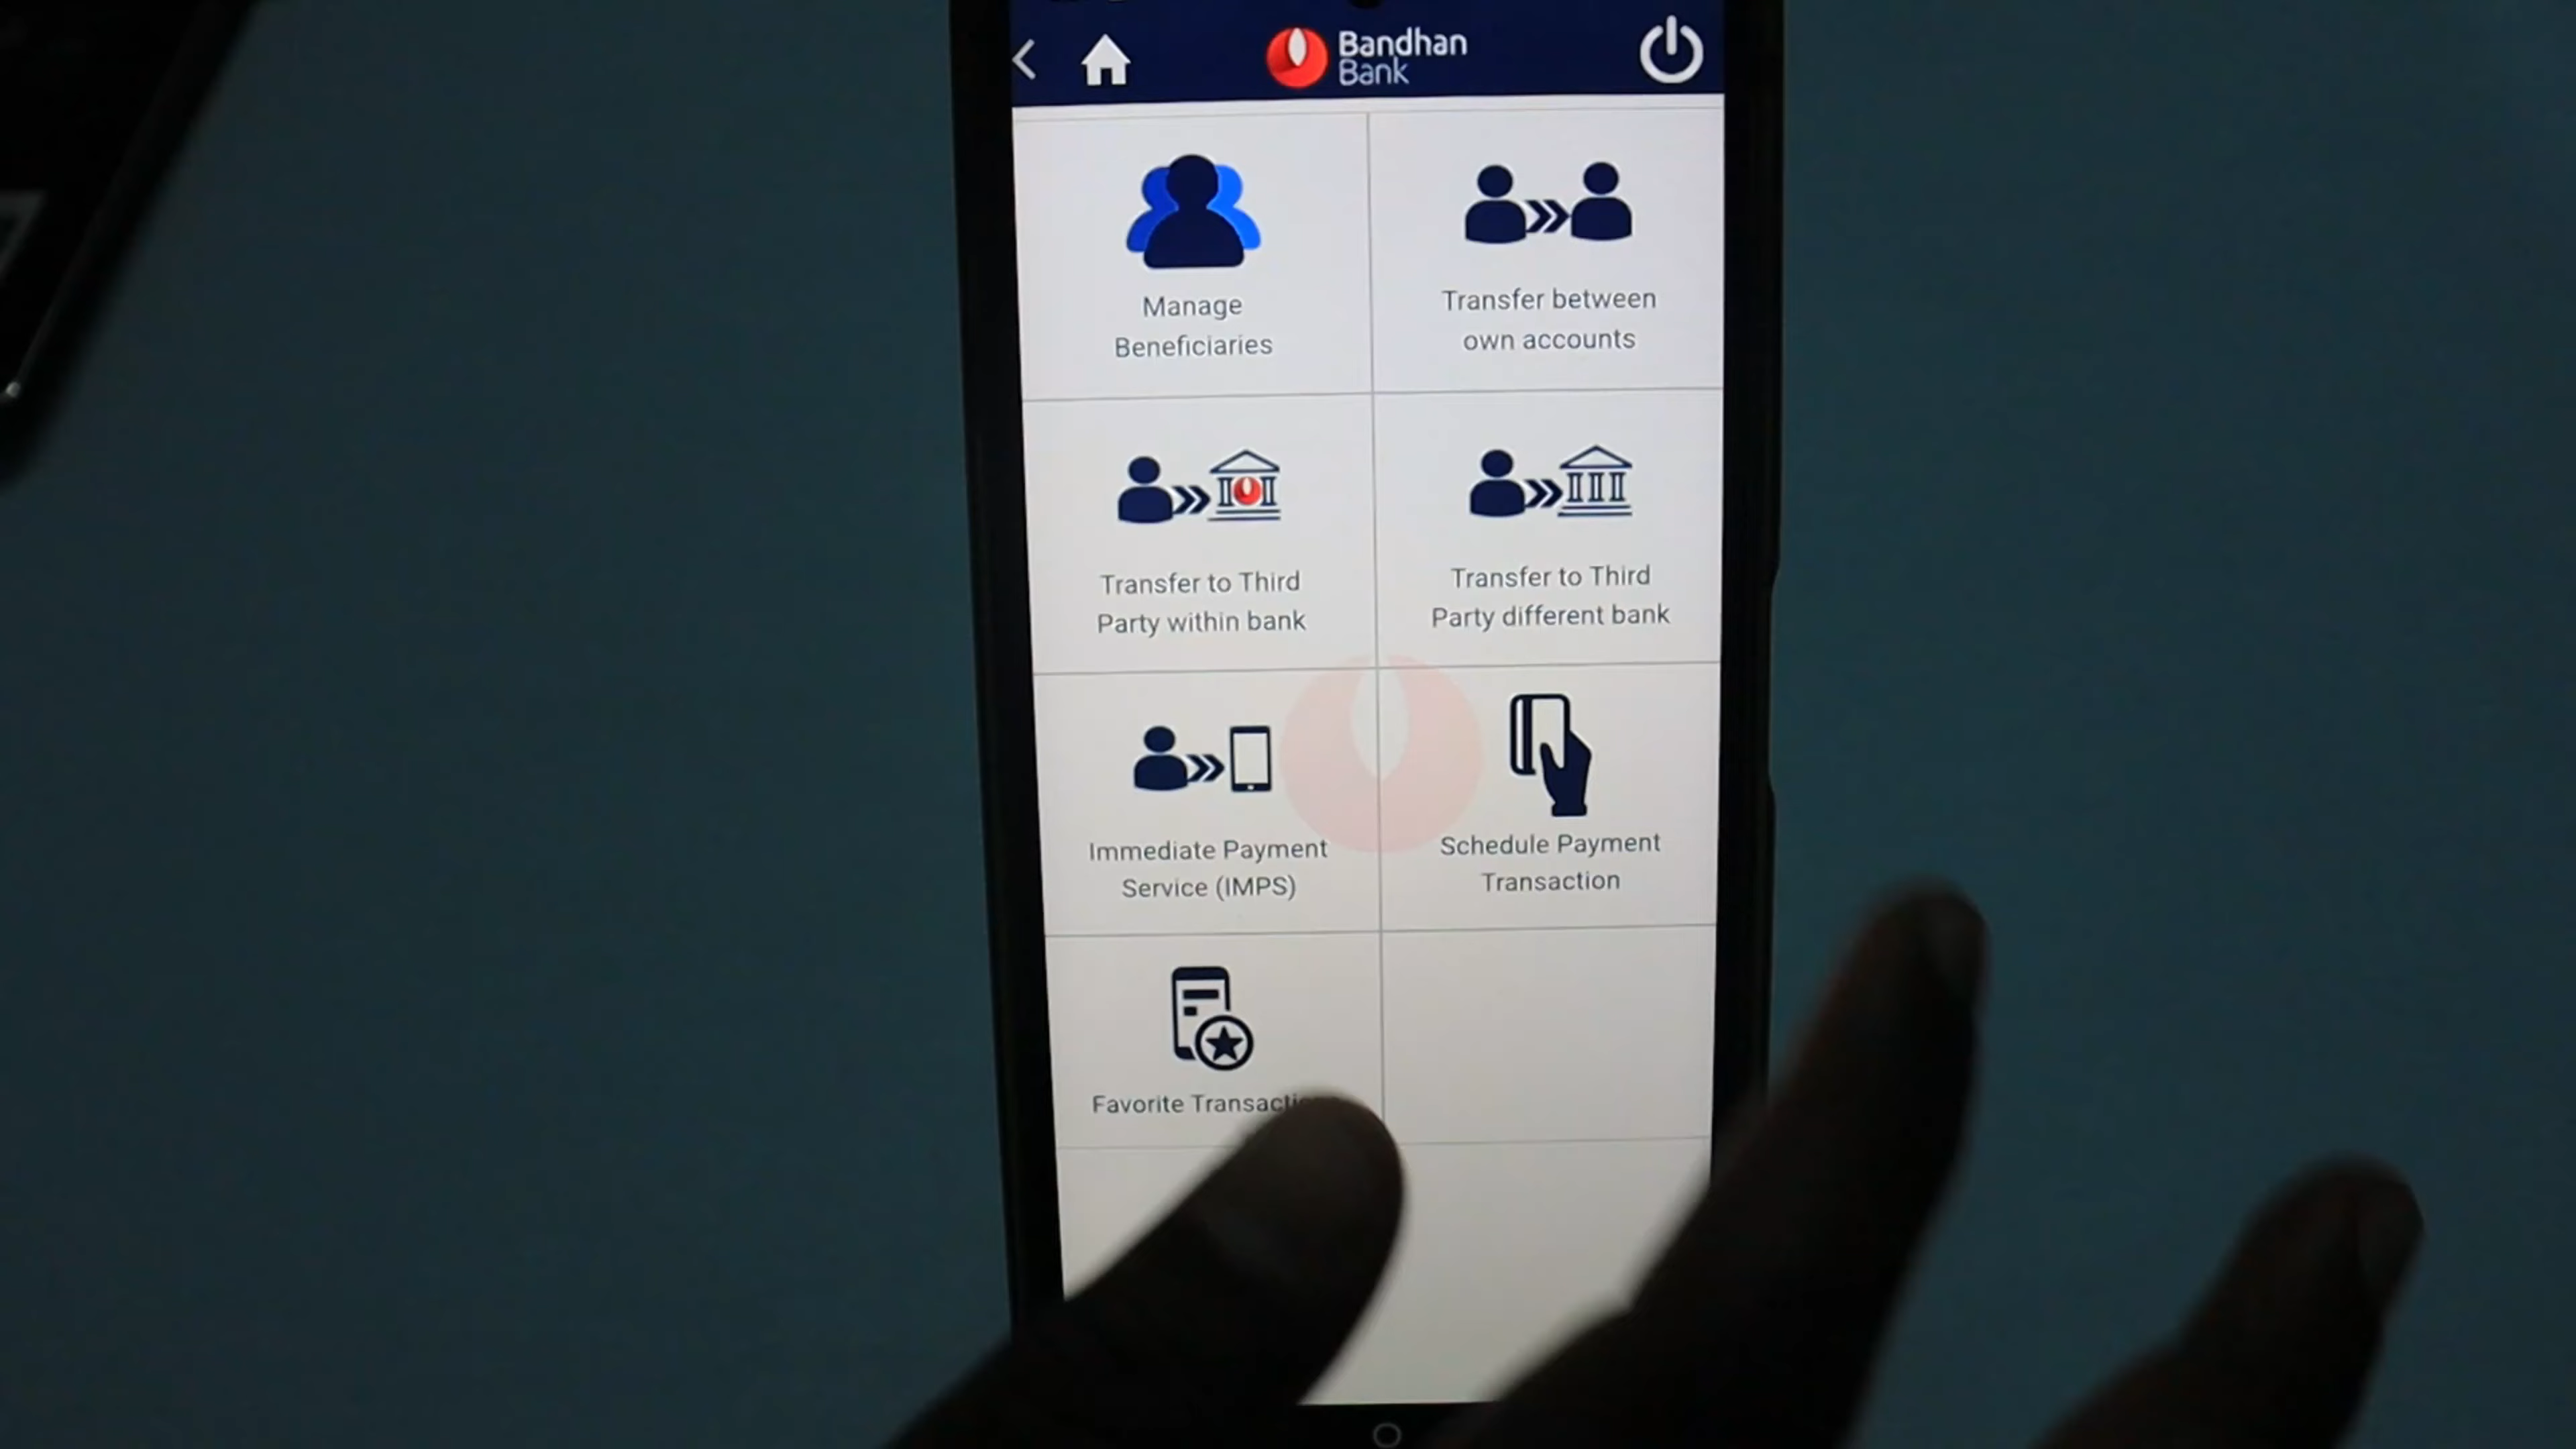 Bandhan
Bank
Manage
Beneficiaries
Transfer between
own accounts
Transfer to Third
Party within bank
Transfer to Third
Party different bank
Immediate Payment
Service (IMPS)
Schedule Payment
Transaction
Favorite